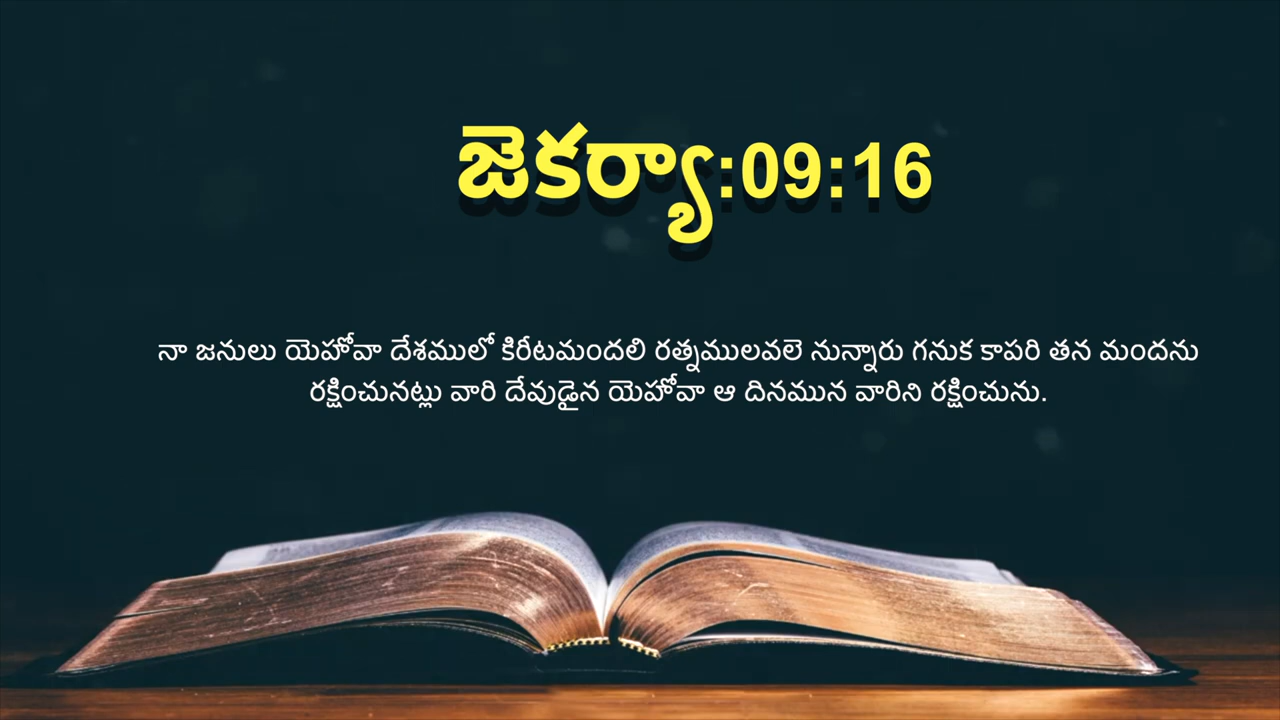 జెకర్యా:09:16
నా జనులు యెహోవా దేశములో కిరీటమందలి రత్నములవలె నున్నారు గనుక కాపరి తన మందను
రక్షించునట్లు వారి దేవుడైన యెహోవా ఆ దినమున వారిని రక్షించును.